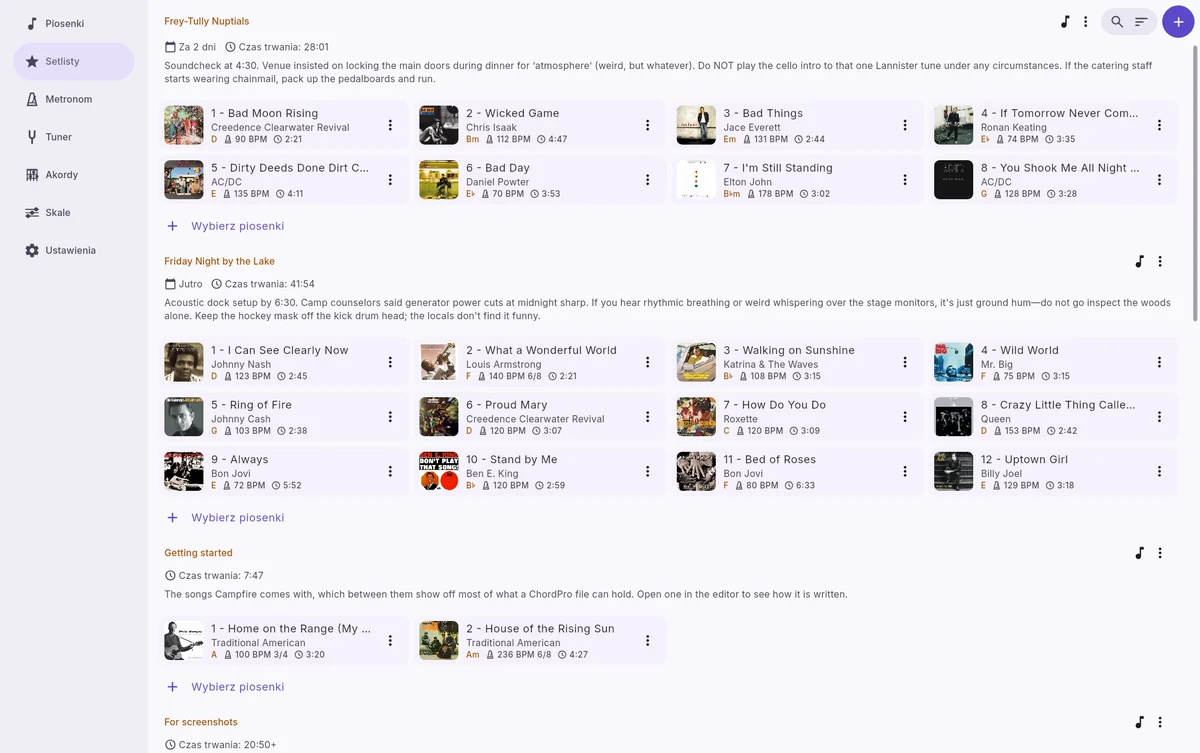 Piosenki
Setlisty
Metronom
Tuner
Akordy
Skale
Ustawienia
Frey-Tully Nuptials
Za 2 dni Czas trwania: 28:01
Soundcheck at 4:30. Venue insisted on locking the main doors during dinner for ‘atmosphere’ (weird, but whatever). Do NOT play the cello intro to that one Lannister tune under any circumstances. If the catering staff
starts wearing chainmail, pack up the pedalboards and run.
1 - Bad Moon Rising
Creedence Clearwater Revival
D 90 BPM 2:21
2 - Wicked Game
Chris Isaak
Bm 112 BPM 4:47
3 - Bad Things
Jace Everett
Em 131 BPM 2:44
4 - If Tomorrow Never Com...
Ronan Keating
E♭ 74 BPM 3:35
5 - Dirty Deeds Done Dirt C...
AC/DC
E 135 BPM 4:11
6 - Bad Day
Daniel Powter
E♭ 70 BPM 3:53
7 - I'm Still Standing
Elton John
B♭m 178 BPM 3:02
8 - You Shook Me All Night ...
AC/DC
G 128 BPM 3:28
Wybierz piosenki
Friday Night by the Lake
Jutro Czas trwania: 41:54
Acoustic dock setup by 6:30. Camp counselors said generator power cuts at midnight sharp. If you hear rhythmic breathing or weird whispering over the stage monitors, it's just ground hum—do not go inspect the woods
alone. Keep the hockey mask off the kick drum head; the locals don't find it funny.
1 - I Can See Clearly Now
Johnny Nash
D 123 BPM 2:45
2 - What a Wonderful World
Louis Armstrong
F 140 BPM 6/8 2:21
3 - Walking on Sunshine
Katrina & The Waves
B♭ 108 BPM 3:15
4 - Wild World
Mr. Big
F 75 BPM 3:15
5 - Ring of Fire
Johnny Cash
G 103 BPM 2:38
6 - Proud Mary
Creedence Clearwater Revival
D 120 BPM 3:07
7 - How Do You Do
Roxette
C 120 BPM 3:09
8 - Crazy Little Thing Calle...
Queen
D 153 BPM 2:42
9 - Always
Bon Jovi
E 72 BPM 5:52
DON'T PLAY
THAT SONG!
10 - Stand by Me
Ben E. King
B♭ 120 BPM 2:59
11 - Bed of Roses
Bon Jovi
F 80 BPM 6:33
12 - Uptown Girl
Billy Joel
E 129 BPM 3:18
Wybierz piosenki
Getting started
Czas trwania: 7:47
The songs Campfire comes with, which between them show off most of what a ChordPro file can hold. Open one in the editor to see how it is written.
1 - Home on the Range (My ...
Traditional American
A 100 BPM 3/4 3:20
2 - House of the Rising Sun
Traditional American
Am 236 BPM 6/8 4:27
Wybierz piosenki
For screenshots
Czas trwania: 20:50+